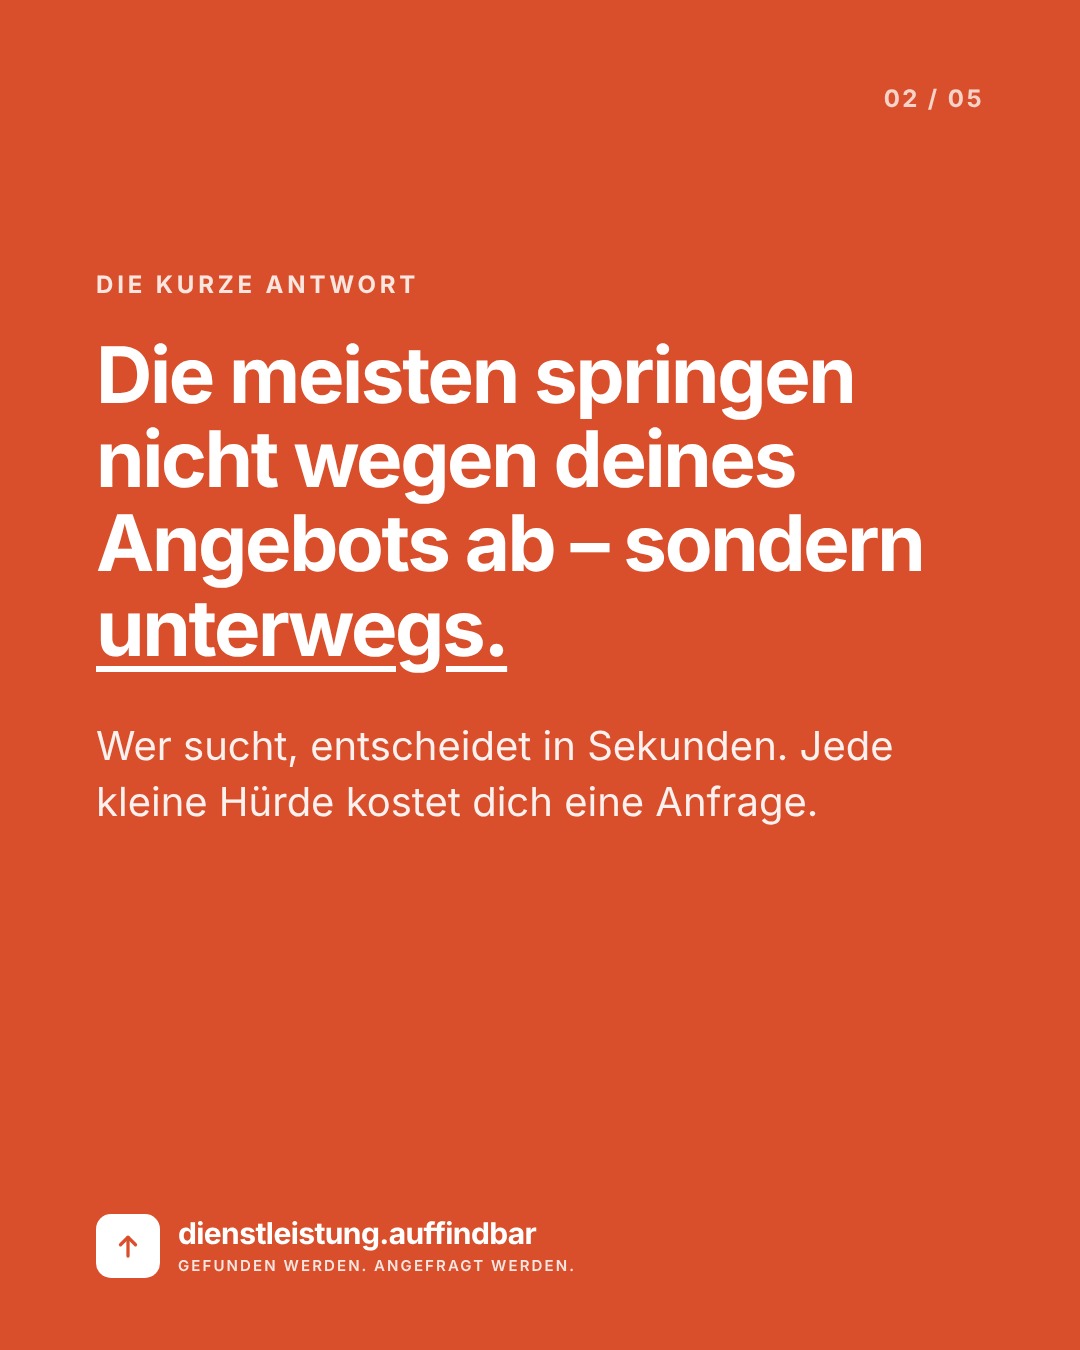 02 / 05
DIE KURZE ANTWORT
Die meisten springen
nicht wegen deines
Angebots ab – sondern
unterwegs.
Wer sucht, entscheidet in Sekunden. Jede
kleine Hürde kostet dich eine Anfrage.
dienstleistung.auffindbar
GEFUNDEN WERDEN. ANGEFRAGT WERDEN.